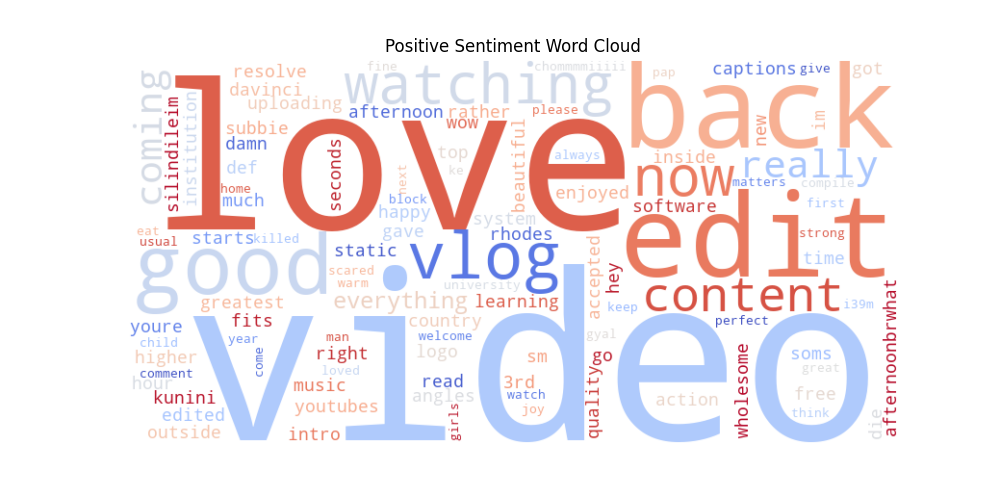 Positive Sentiment Word Cloud
fine
chommmmiiiii
captions
give
got
resolve
davinci
uploading
watching
pap
coming
institution
silindileim
love
back
afternoon
rather
please
wow
new
im
subbie
damn
def
seconds
top
ke
beautiful
always
inside
really
now
matters
compile
home
much
next
block
happy
gave
system
enjoyed
software
first
edit
strong
eat
usual
starts
killed
static
rhodes
vlog
time
good
scared
warm
university
accepted
hey
keep
content
i39m
greatest
everything
learning
youre
fits
country
welcome
gyal
perfect
afternoonbrwhat
child
year
man
right
logo
sm
go
soms
higher
come
loved
great
comment
hour
music
read
angles
3rd
watch
quality
action
wholesome
free
think
die
kunini
edited
youtubes
joy
girls
outside
intro
video